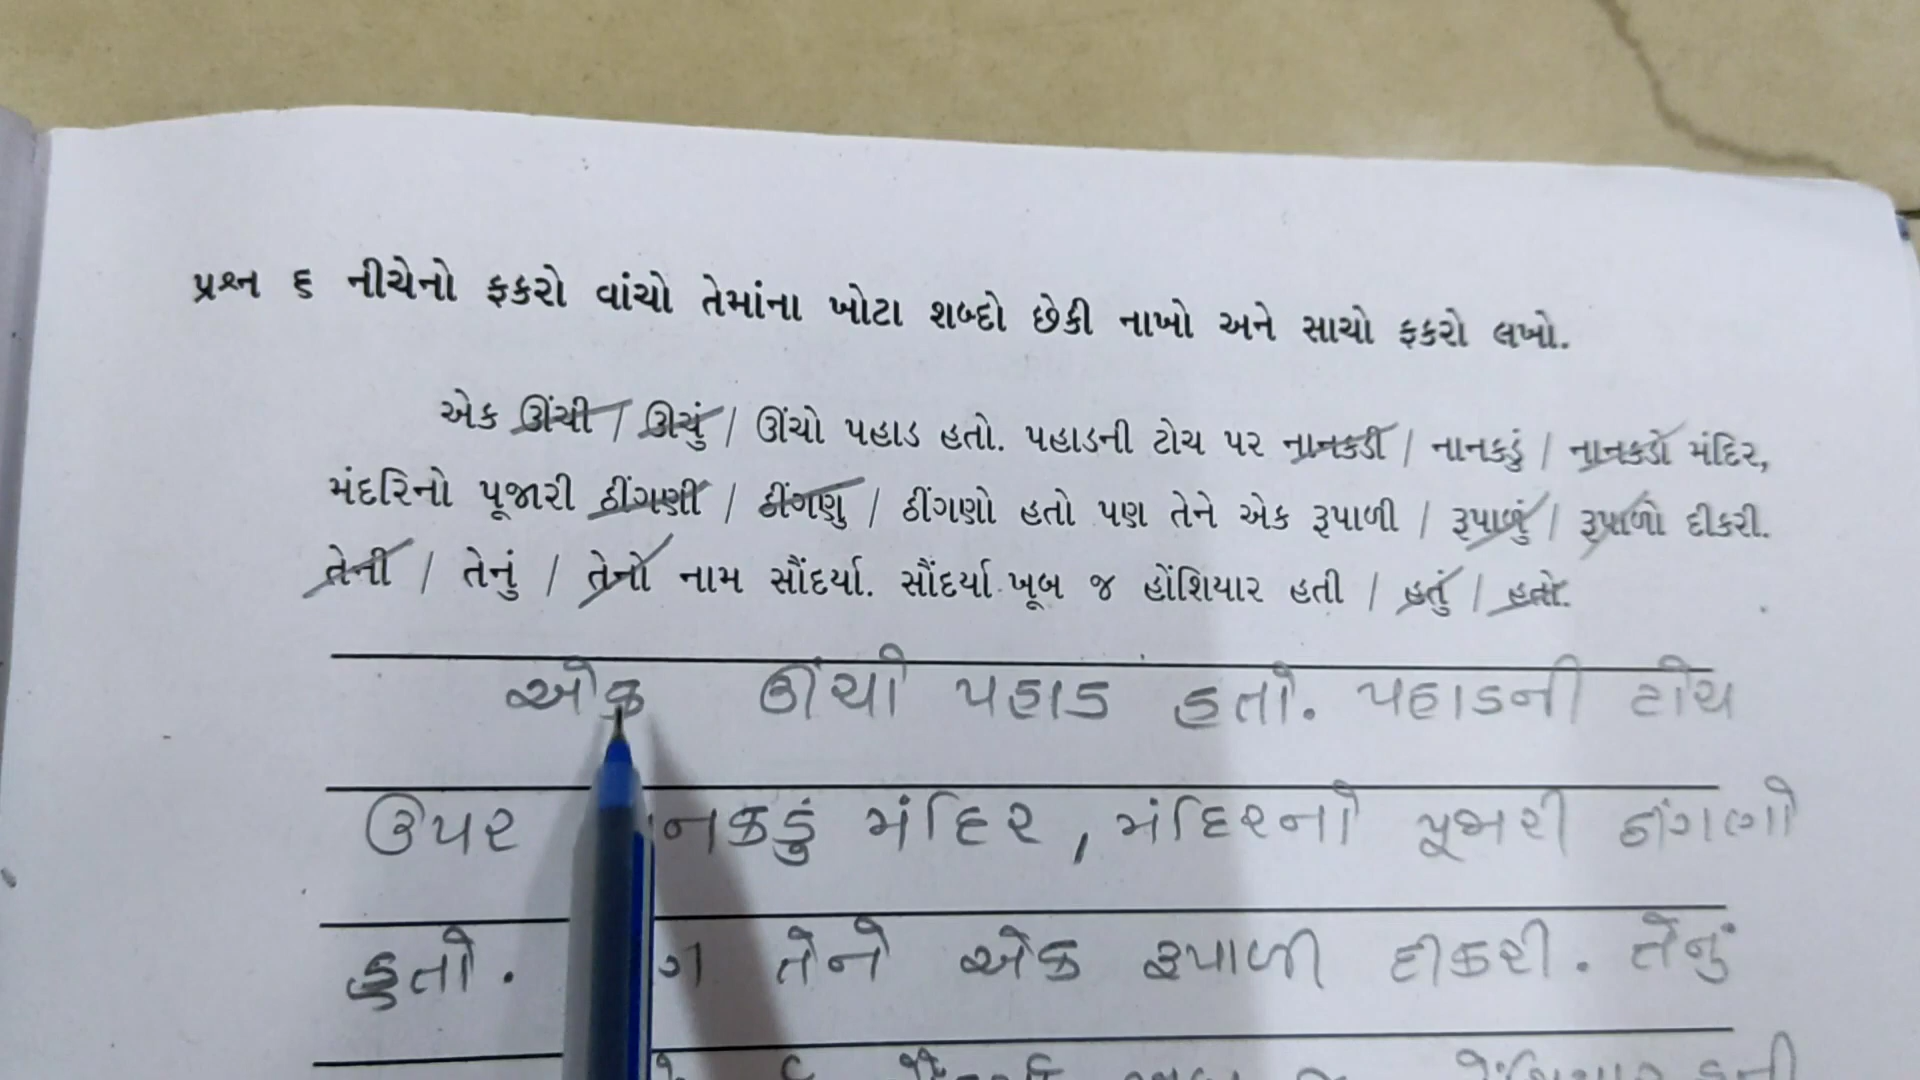 પ્રશ્ન ૬ નીચેનો ફકરો વાંચો તેમાંના ખોટા શબ્દો છેકી નાખો અને સાચો ફકરો લખો.
એક ઊંચી / ઊચું / ઊંચો પહાડ હતો. પહાડની ટોચ પર નાનકડી / નાનકડું / નાનકડો મંદિર,
મંદરિનો પૂજારી ઠીંગણી / ઠીંગણુ / ઠીંગણો હતો પણ તેને એક રૂપાળી / રૂપાળું / રૂપાળો દીકરી.
તેની / તેનું / તેનો નામ સૌંદર્યા. સૌંદર્યા ખૂબ જ હોંશિયાર હતી / હતું / હતો.
એક ઊંચો પહાડ હતો. પહાડની ટોચ
ઉપર નકડું મંદિર, મંદિરનો પૂજારી ઠીંગણો
હતો. તેને એક રૂપાળી દીકરી. તેનું